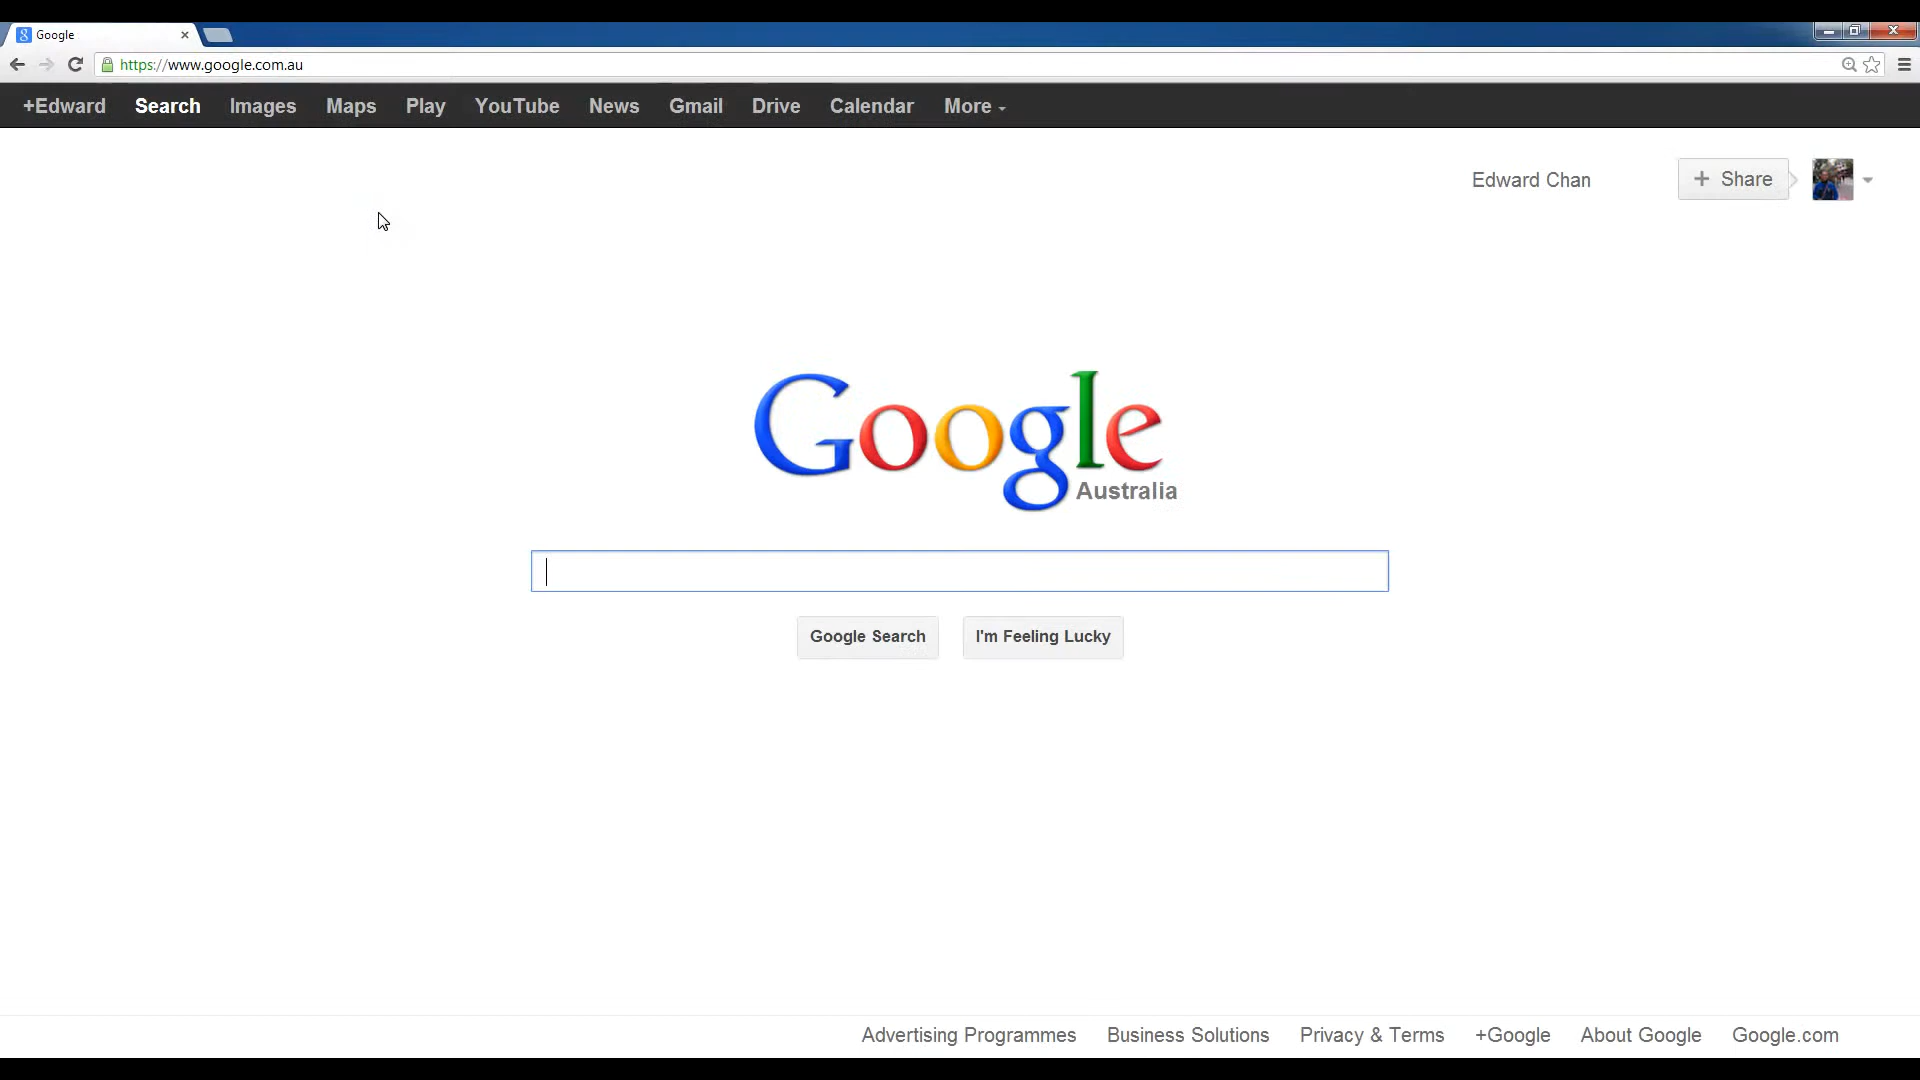 Google
https://www.google.com.au
+Edward Search Images Maps Play YouTube News Gmail Drive Calendar More
Edward Chan + Share
Google
Australia
Google Search I'm Feeling Lucky
Advertising Programmes Business Solutions Privacy & Terms +Google About Google Google.com